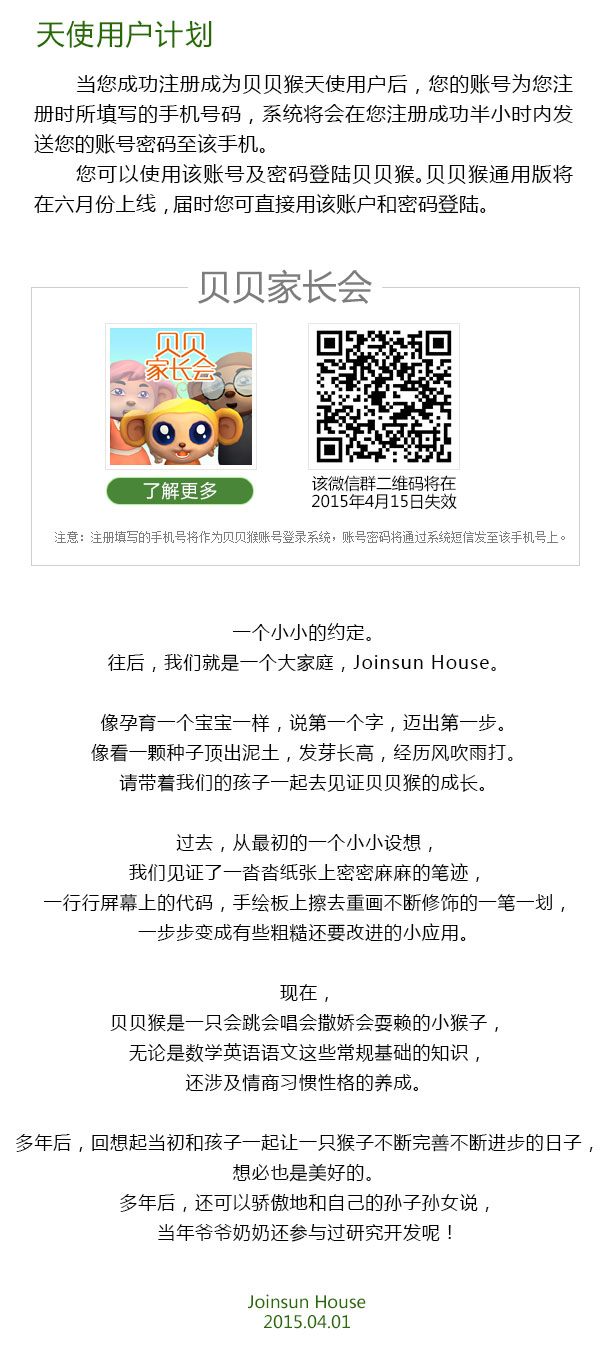 天使用户计划
当您成功注册成为贝贝猴天使用户后，您的账号为您注
册时所填写的手机号码，系统将会在您注册成功半小时内发
送您的账号密码至该手机。
您可以使用该账号及密码登陆贝贝猴。贝贝猴通用版将
在六月份上线，届时您可直接用该账户和密码登陆。
贝贝家长会
贝贝
家长会
了解更多
该微信群二维码将在
2015年4月15日失效
注意：注册填写的手机号将作为贝贝猴账号登录系统，账号密码将通过系统短信发至该手机号上。
一个小小的约定。
往后，我们就是一个大家庭，Joinsun House。
像孕育一个宝宝一样，说第一个字，迈出第一步。
像看一颗种子顶出泥土，发芽长高，经历风吹雨打。
请带着我们的孩子一起去见证贝贝猴的成长。
过去，从最初的一个小小设想，
我们见证了一沓沓纸张上密密麻麻的笔迹，
一行行屏幕上的代码，手绘板上擦去重画不断修饰的一笔一划，
一步步变成有些粗糙还要改进的小应用。
现在，
贝贝猴是一只会跳会唱会撒娇会耍赖的小猴子，
无论是数学英语语文这些常规基础的知识，
还涉及情商习惯性格的养成。
多年后，回想起当初和孩子一起让一只猴子不断完善不断进步的日子，
想必也是美好的。
多年后，还可以骄傲地和自己的孙子孙女说，
当年爷爷奶奶还参与过研究开发呢！
Joinsun House
2015.04.01